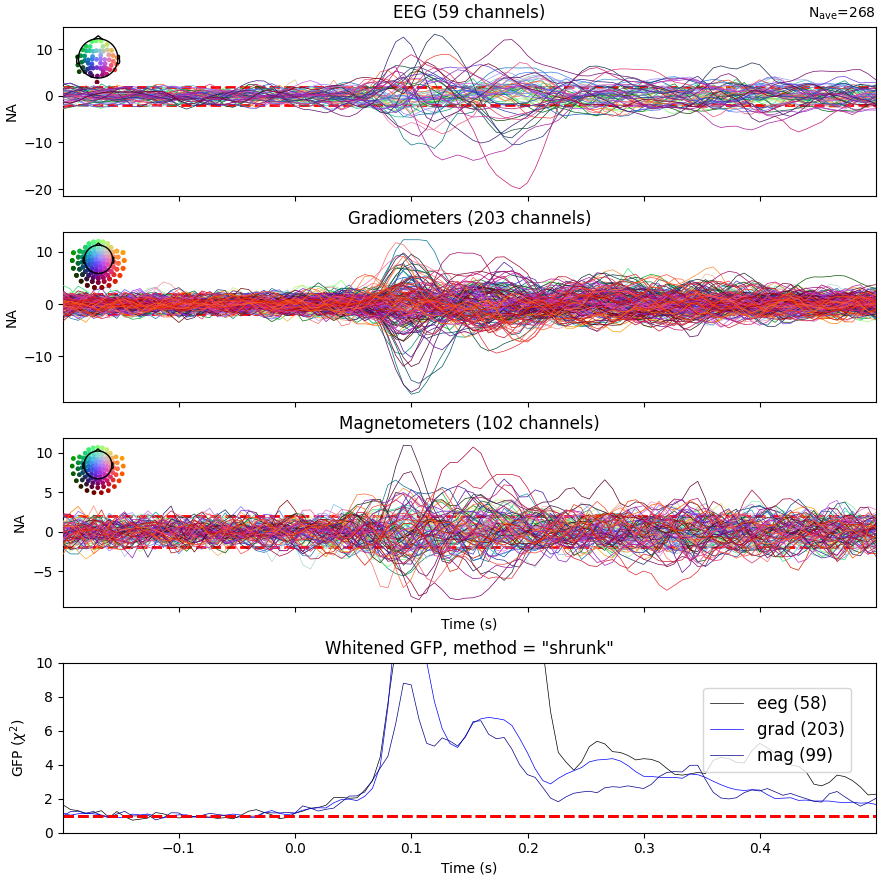 EEG (59 channels)
N_ave=268
10
0
−10
−20
NA
Gradiometers (203 channels)
10
0
−10
NA
Magnetometers (102 channels)
10
5
0
−5
NA
Time (s)
Whitened GFP, method = "shrunk"
10
8
6
4
2
0
GFP (χ²)
eeg (58)
grad (203)
mag (99)
−0.1 0.0 0.1 0.2 0.3 0.4
Time (s)